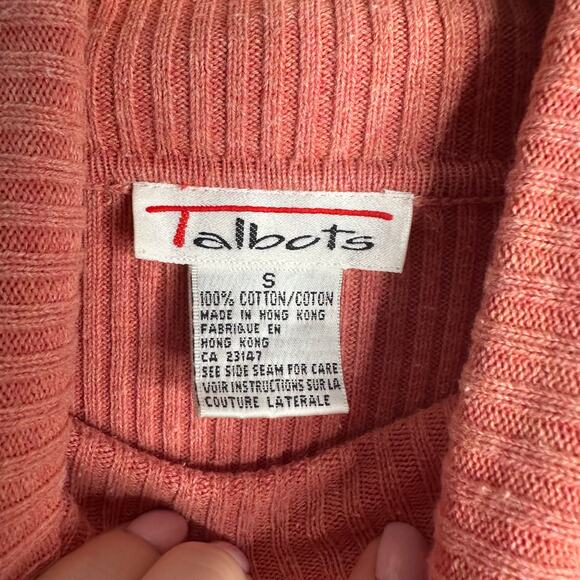 Talbots
S
100% COTTON/COTON
MADE IN HONG KONG
FABRIQUE EN
HONG KONG
CA 23147
SEE SIDE SEAM FOR CARE
VOIR INSTRUCTIONS SUR LA
COUTURE LATERALE